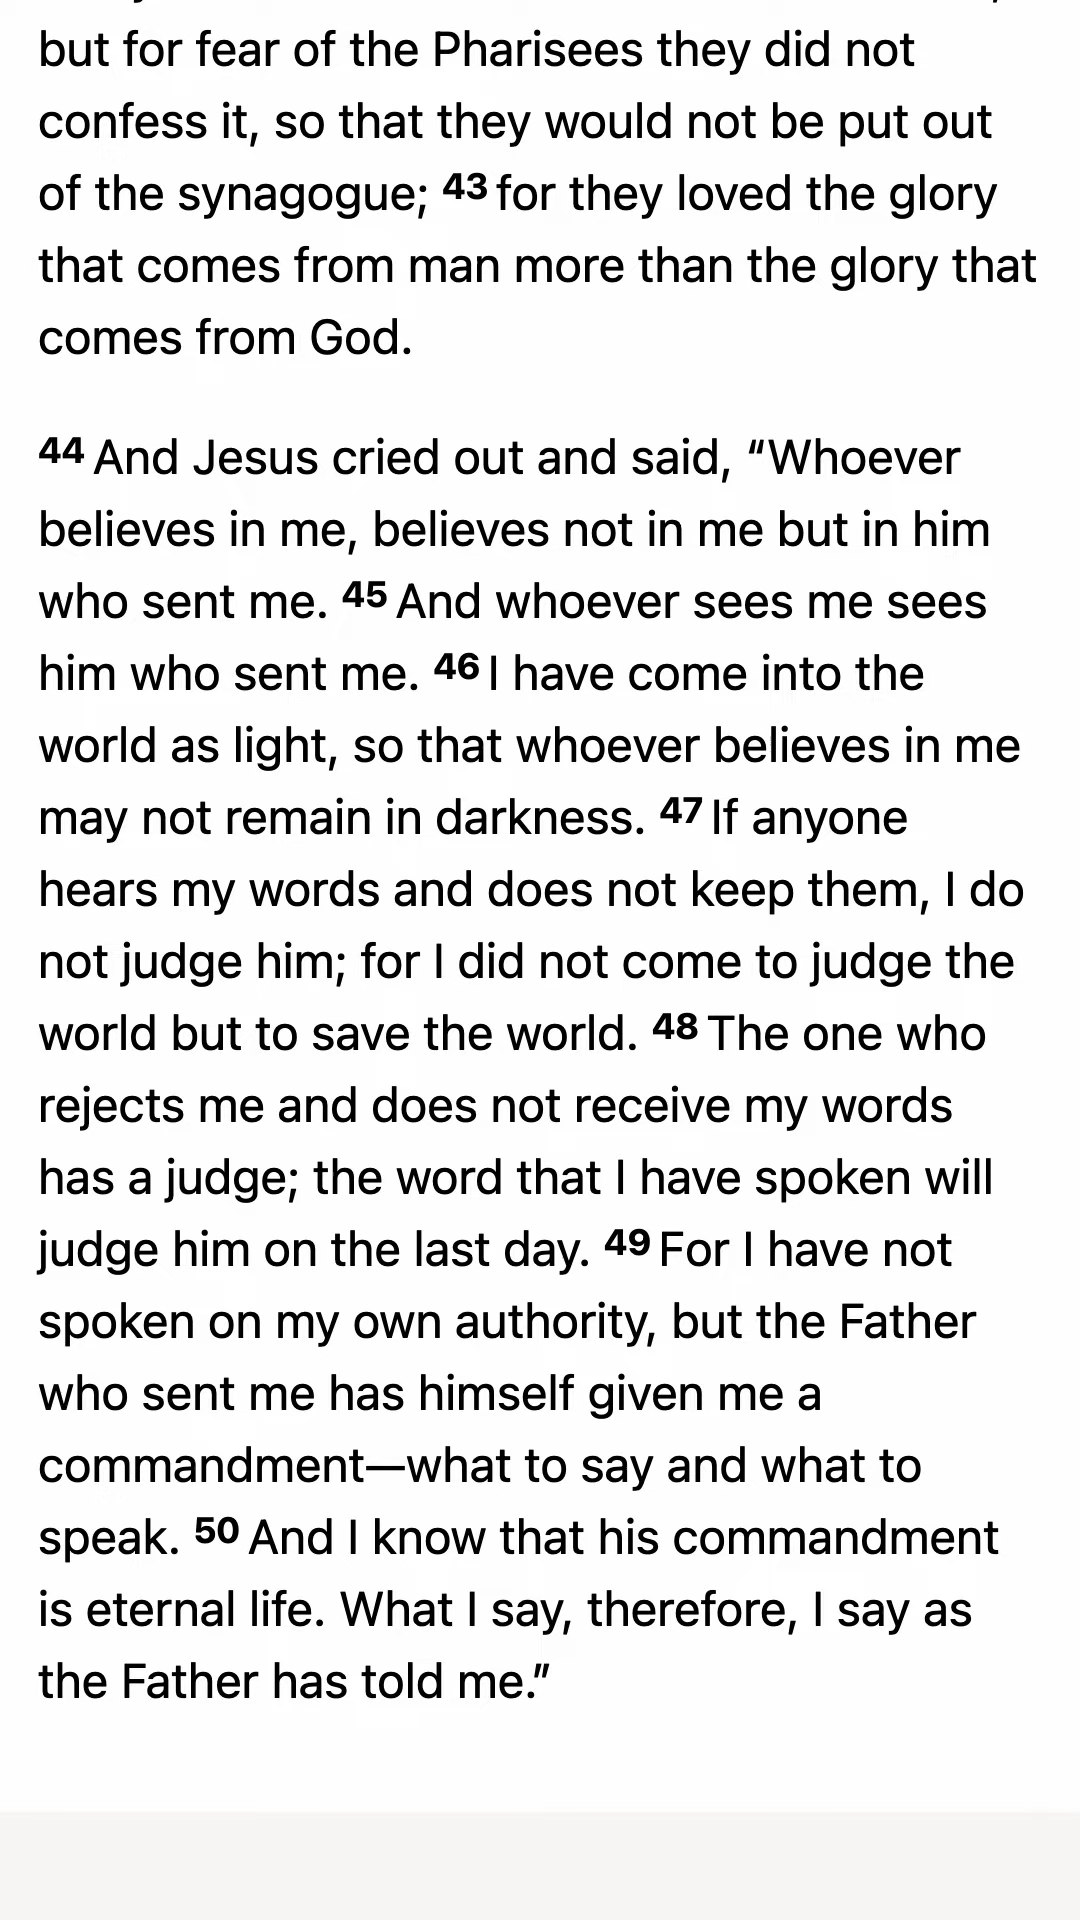 but for fear of the Pharisees they did not
confess it, so that they would not be put out
of the synagogue; 43 for they loved the glory
that comes from man more than the glory that
comes from God.
44 And Jesus cried out and said, “Whoever
believes in me, believes not in me but in him
who sent me. 45 And whoever sees me sees
him who sent me. 46 I have come into the
world as light, so that whoever believes in me
may not remain in darkness. 47 If anyone
hears my words and does not keep them, I do
not judge him; for I did not come to judge the
world but to save the world. 48 The one who
rejects me and does not receive my words
has a judge; the word that I have spoken will
judge him on the last day. 49 For I have not
spoken on my own authority, but the Father
who sent me has himself given me a
commandment—what to say and what to
speak. 50 And I know that his commandment
is eternal life. What I say, therefore, I say as
the Father has told me.”